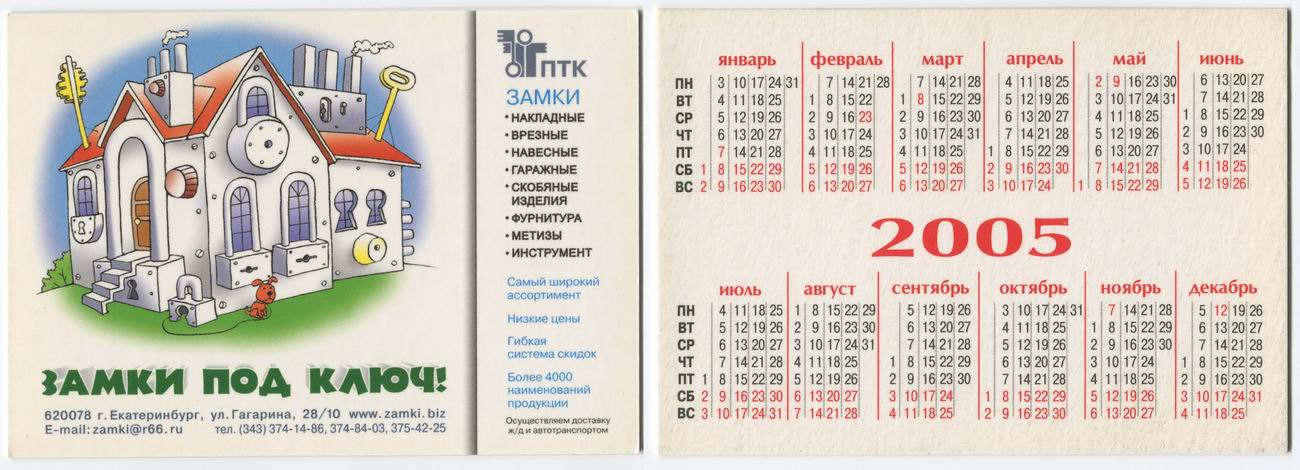 ПТК
ЗАМКИ
• НАКЛАДНЫЕ
• ВРЕЗНЫЕ
• НАВЕСНЫЕ
• ГАРАЖНЫЕ
• СКОБЯНЫЕ
ИЗДЕЛИЯ
• ФУРНИТУРА
• МЕТИЗЫ
• ИНСТРУМЕНТ
Самый широкий
ассортимент
Низкие цены
Гибкая
система скидок
Более 4000
наименований
продукции
Осуществляем доставку
ж/д и автотранспортом
ЗАМКИ ПОД КЛЮЧ!
620078 г.Екатеринбург, ул.Гагарина, 28/10 www.zamki.biz
E-mail:zamki@r66.ru тел. (343) 374-14-86, 374-84-03, 375-42-25
январь февраль март апрель май июнь
ПН 3 10 17 24 31 7 14 21 28 7 14 21 28 4 11 18 25 2 9 16 23 30 6 13 20 27
ВТ 4 11 18 25 1 8 15 22 1 8 15 22 29 5 12 19 26 3 10 17 24 31 7 14 21 28
СР 5 12 19 26 2 9 16 23 2 9 16 23 30 6 13 20 27 4 11 18 25 1 8 15 22 29
ЧТ 6 13 20 27 3 10 17 24 3 10 17 24 31 7 14 21 28 5 12 19 26 2 9 16 23 30
ПТ 7 14 21 28 4 11 18 25 4 11 18 25 1 8 15 22 29 6 13 20 27 3 10 17 24
СБ 1 8 15 22 29 5 12 19 26 5 12 19 26 2 9 16 23 30 7 14 21 28 4 11 18 25
ВС 2 9 16 23 30 6 13 20 27 6 13 20 27 3 10 17 24 8 15 22 29 5 12 19 26
2005
июль август сентябрь октябрь ноябрь декабрь
ПН 4 11 18 25 1 8 15 22 29 5 12 19 26 3 10 17 24 31 7 14 21 28 5 12 19 26
ВТ 5 12 19 26 2 9 16 23 30 6 13 20 27 4 11 18 25 1 8 15 22 29 6 13 20 27
СР 6 13 20 27 3 10 17 24 31 7 14 21 28 5 12 19 26 2 9 16 23 30 7 14 21 28
ЧТ 7 14 21 28 4 11 18 25 1 8 15 22 29 6 13 20 27 3 10 17 24 1 8 15 22 29
ПТ 1 8 15 22 29 5 12 19 26 2 9 16 23 30 7 14 21 28 4 11 18 25 2 9 16 23 30
СБ 2 9 16 23 30 6 13 20 27 3 10 17 24 1 8 15 22 29 5 12 19 26 3 10 17 24 31
ВС 3 10 17 24 31 7 14 21 28 4 11 18 25 2 9 16 23 30 6 13 20 27 4 11 18 25